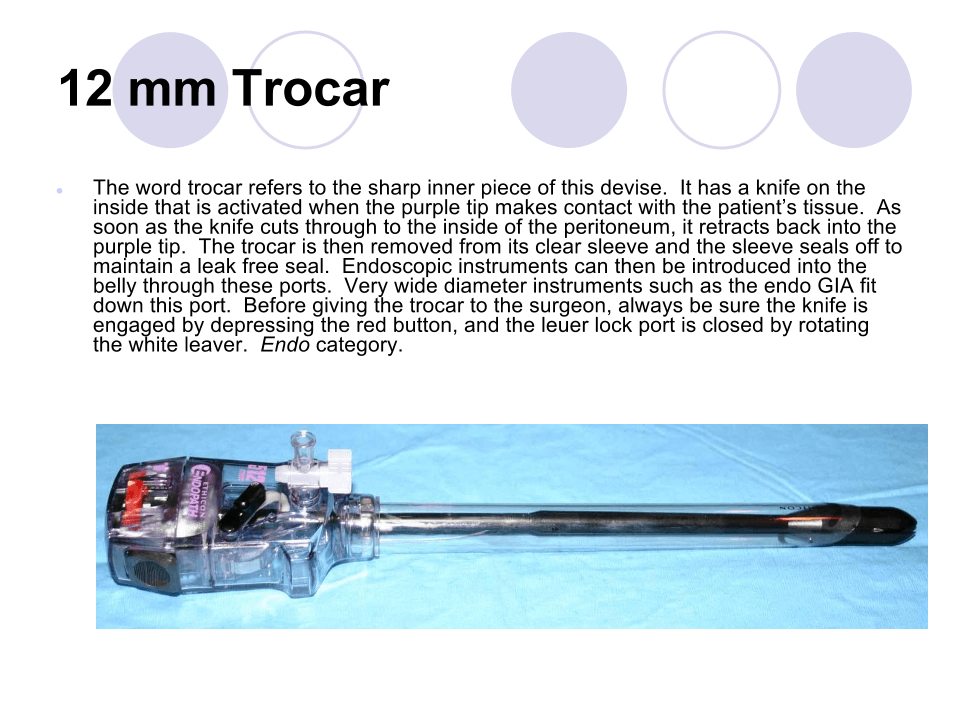 12 mm Trocar
The word trocar refers to the sharp inner piece of this devise.  It has a knife on the
inside that is activated when the purple tip makes contact with the patient’s tissue.  As
soon as the knife cuts through to the inside of the peritoneum, it retracts back into the
purple tip.  The trocar is then removed from its clear sleeve and the sleeve seals off to
maintain a leak free seal.  Endoscopic instruments can then be introduced into the
belly through these ports.  Very wide diameter instruments such as the endo GIA fit
down this port.  Before giving the trocar to the surgeon, always be sure the knife is
engaged by depressing the red button, and the leuer lock port is closed by rotating
the white leaver.  Endo category.
ETHICON
ENDOPATH